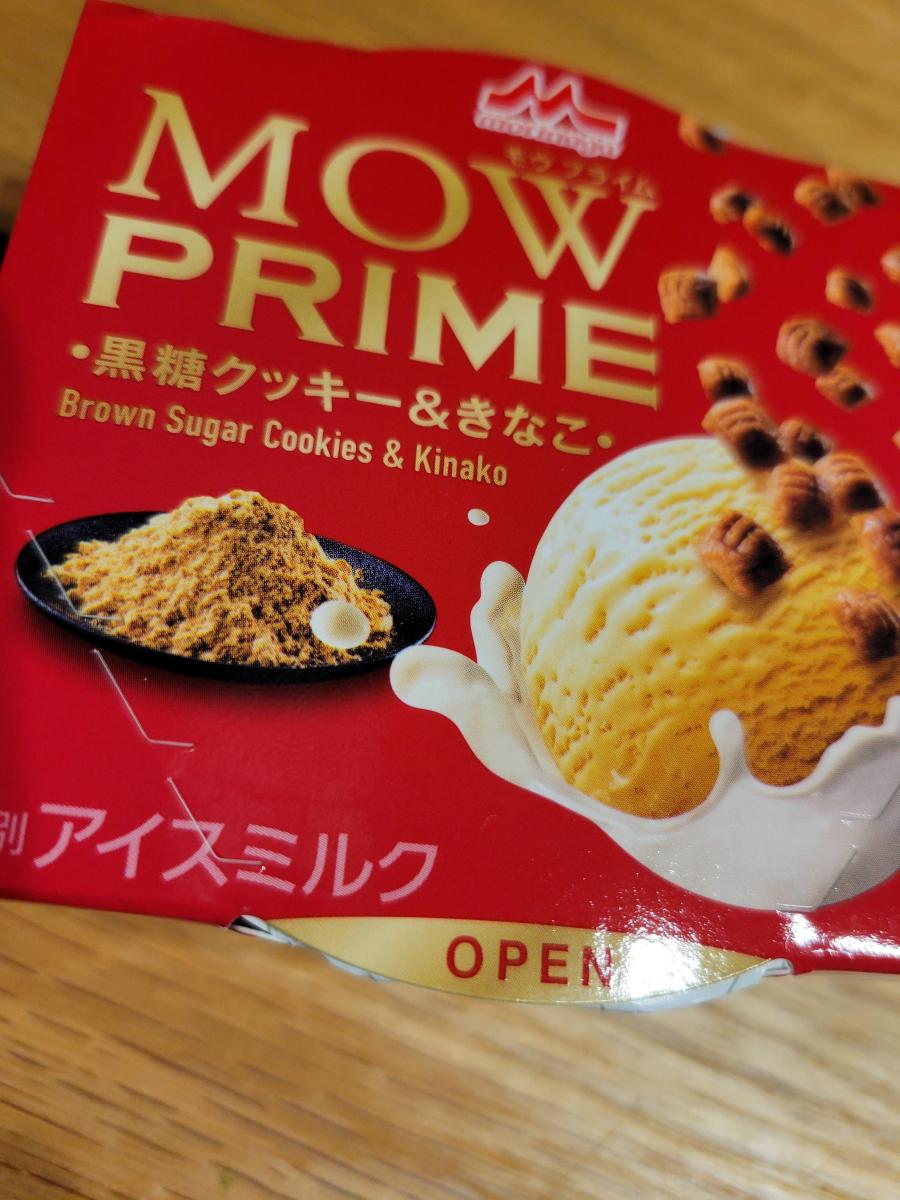 MOW
モウ プライム
PRIME
・黒糖クッキー&きなこ・
Brown Sugar Cookies & Kinako
別アイスミルク
OPEN